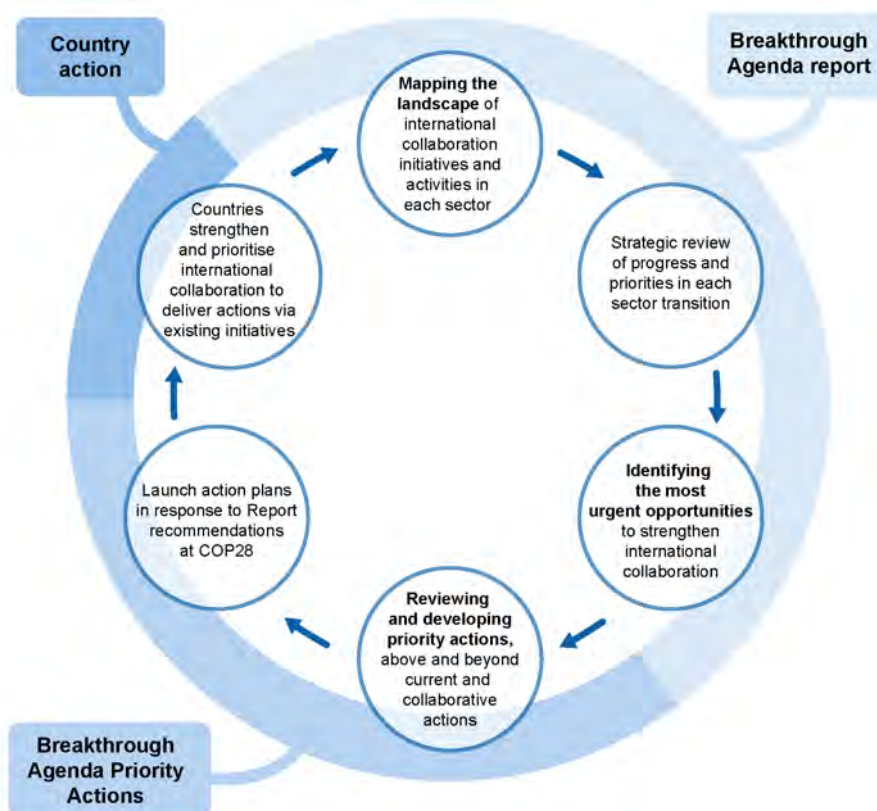 Country
action
Breakthrough
Agenda report
Mapping the
landscape of
international
collaboration
initiatives and
activities in
each sector
Strategic review
of progress and
priorities in each
sector transition
Identifying
the most
urgent opportunities
to strengthen
international
collaboration
Reviewing
and developing
priority actions,
above and beyond
current and
collaborative
actions
Launch action plans
in response to Report
recommendations
at COP28
Countries
strengthen
and prioritise
international
collaboration to
deliver actions via
existing initiatives
Breakthrough
Agenda Priority
Actions